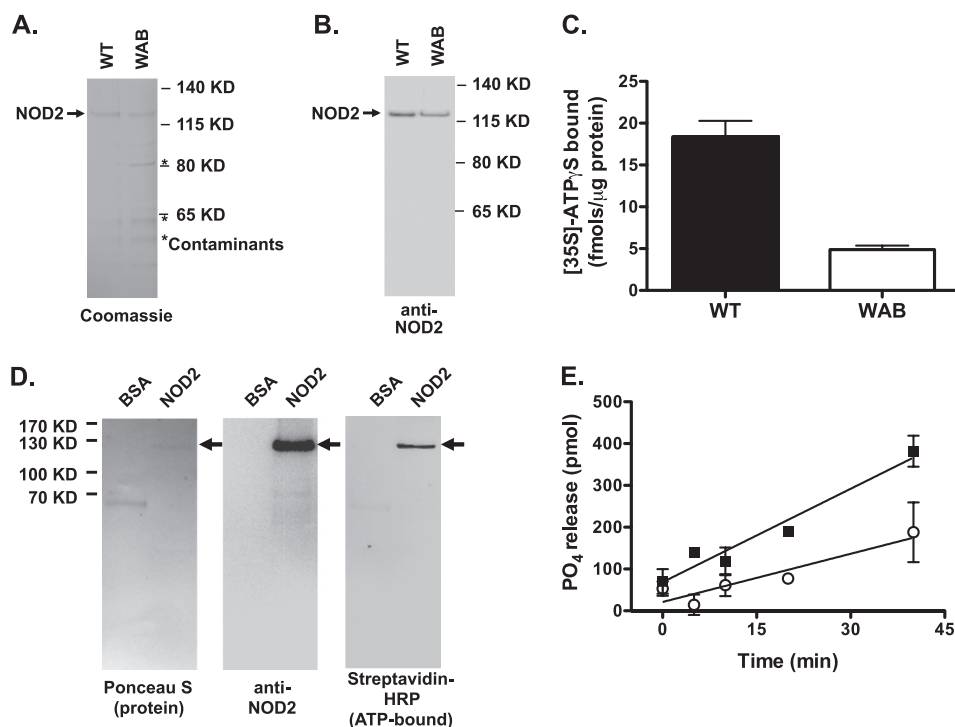 A.
WT
WAB
NOD2
140 KD
115 KD
* 80 KD
65 KD
*
*Contaminants
Coomassie
B.
WT
WAB
NOD2
140 KD
115 KD
80 KD
65 KD
anti-
NOD2
C.
[35S]-ATPγS bound
(fmols/µg protein)
25
20
15
10
5
0
WT
WAB
D.
BSA
NOD2
170 KD
130 KD
100 KD
70 KD
Ponceau S
(protein)
BSA
NOD2
anti-
NOD2
BSA
NOD2
Streptavidin-
HRP
(ATP-bound)
E.
PO4 release (pmol)
500
400
300
200
100
0
0
15
30
45
Time (min)